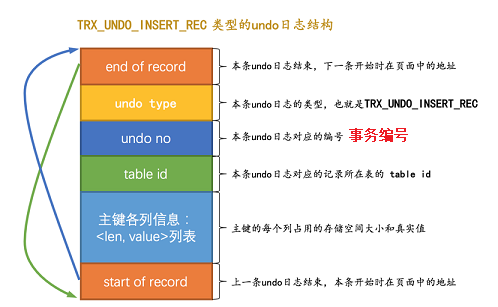 TRX_UNDO_INSERT_REC 类型的undo日志结构
end of record
本条undo日志结束，下一条开始时在页面中的地址
undo type
本条undo日志的类型，也就是TRX_UNDO_INSERT_REC
undo no
本条undo日志对应的编号 事务编号
table id
本条undo日志对应的记录所在表的 table id
主键各列信息：
<len, value>列表
主键的每个列占用的存储空间大小和真实值
start of record
上一条undo日志结束，本条开始时在页面中的地址